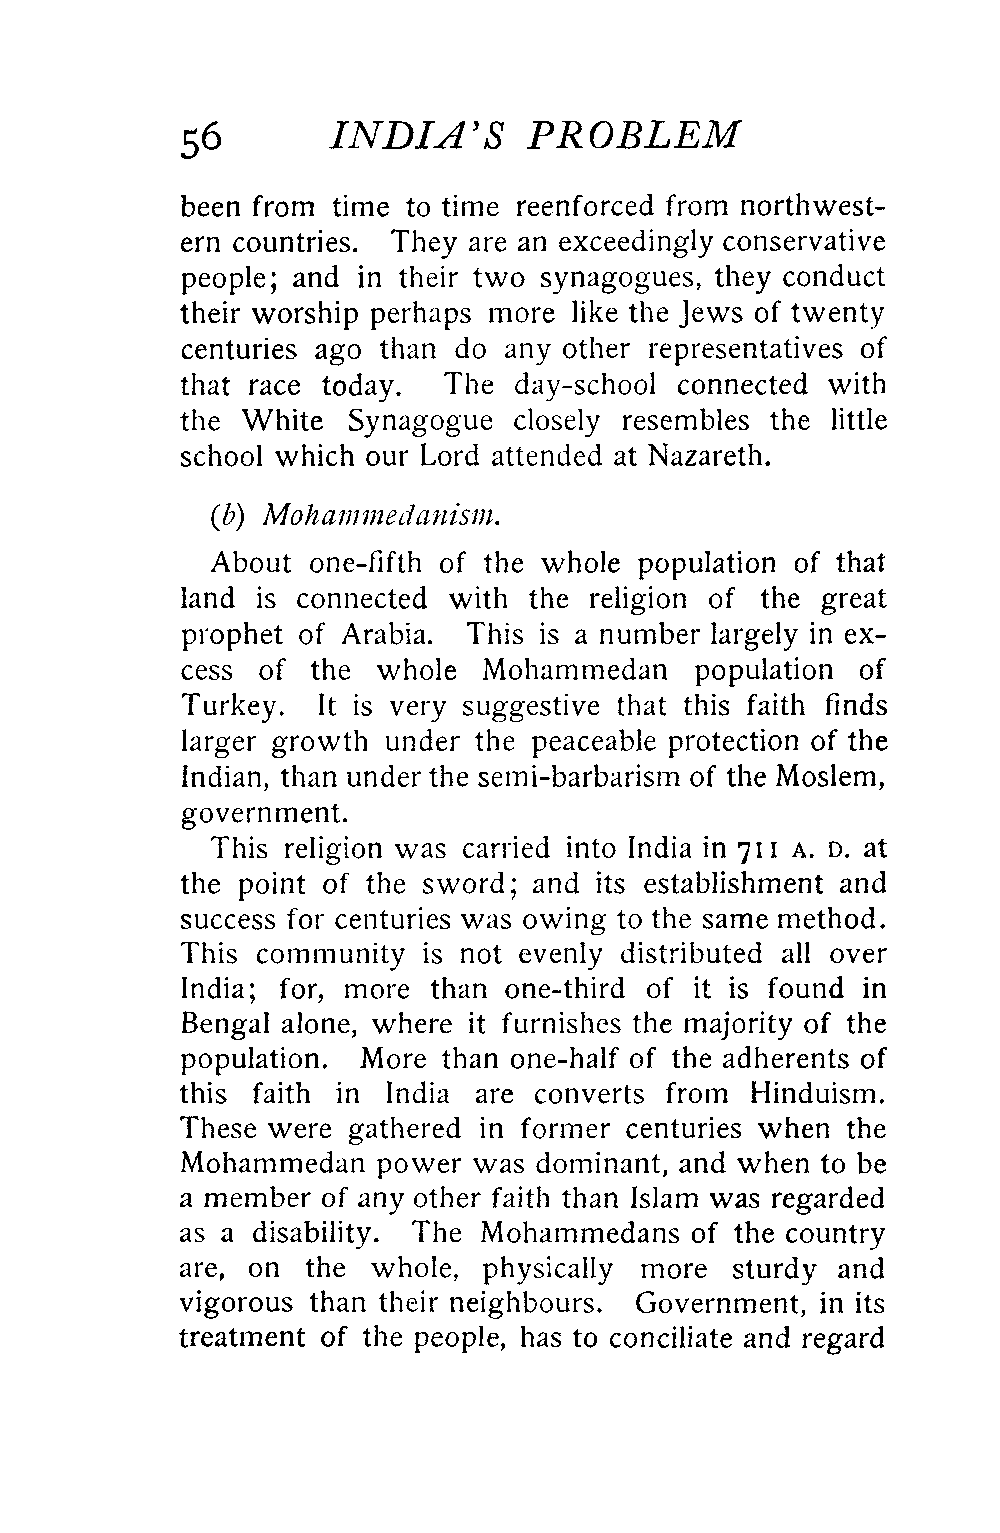 56 INDIA'S PROBLEM
been from time to time reenforced from northwest-
ern countries. They are an exceedingly conservative
people; and in their two synagogues, they conduct
their worship perhaps more like the Jews of twenty
centuries ago than do any other representatives of
that race today. The day-school connected with
the White Synagogue closely resembles the little
school which our Lord attended at Nazareth.
(b) Mohammedanism.
About one-fifth of the whole population of that
land is connected with the religion of the great
prophet of Arabia. This is a number largely in ex-
cess of the whole Mohammedan population of
Turkey. It is very suggestive that this faith finds
larger growth under the peaceable protection of the
Indian, than under the semi-barbarism of the Moslem,
government.
This religion was carried into India in 711 A. D. at
the point of the sword; and its establishment and
success for centuries was owing to the same method.
This community is not evenly distributed all over
India; for, more than one-third of it is found in
Bengal alone, where it furnishes the majority of the
population. More than one-half of the adherents of
this faith in India are converts from Hinduism.
These were gathered in former centuries when the
Mohammedan power was dominant, and when to be
a member of any other faith than Islam was regarded
as a disability. The Mohammedans of the country
are, on the whole, physically more sturdy and
vigorous than their neighbours. Government, in its
treatment of the people, has to conciliate and regard